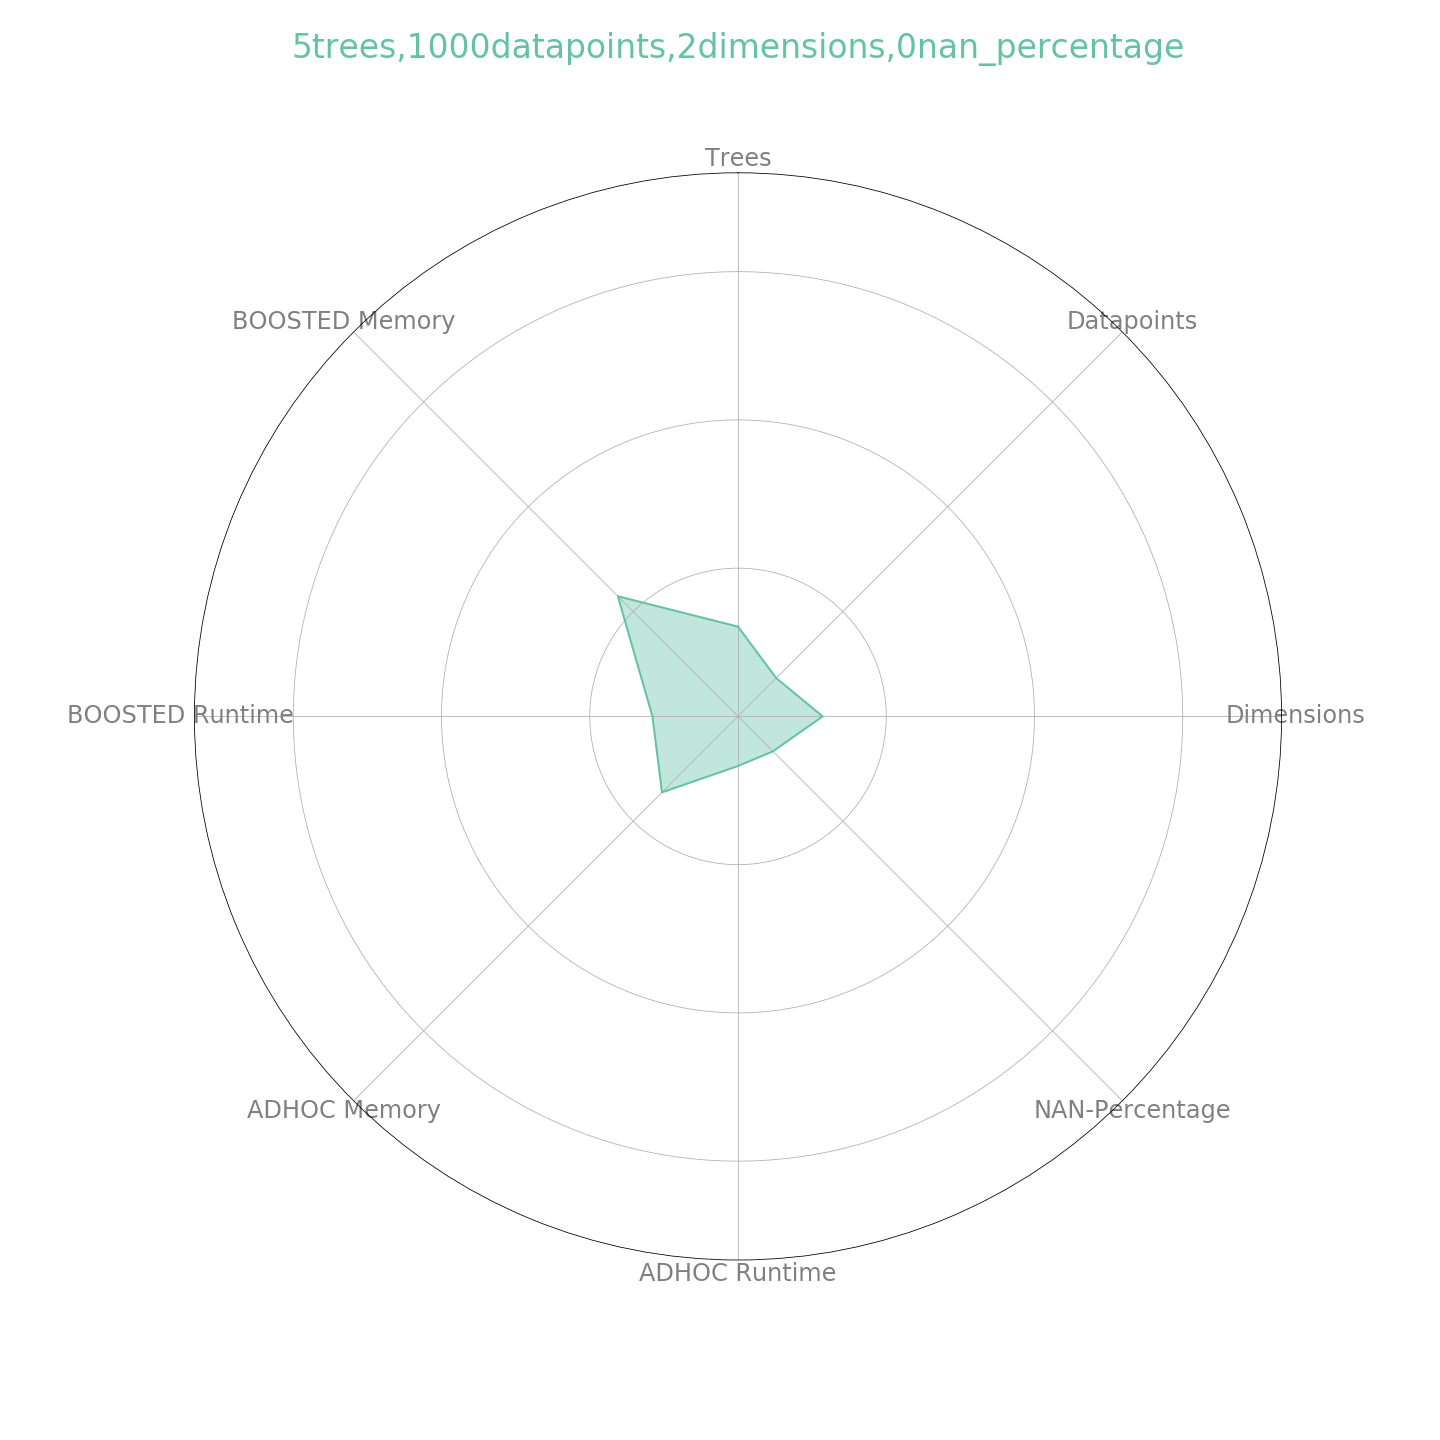 5trees,1000datapoints,2dimensions,0nan_percentage
Trees
BOOSTED Memory
Datapoints
BOOSTED Runtime
Dimensions
ADHOC Memory
NAN-Percentage
ADHOC Runtime